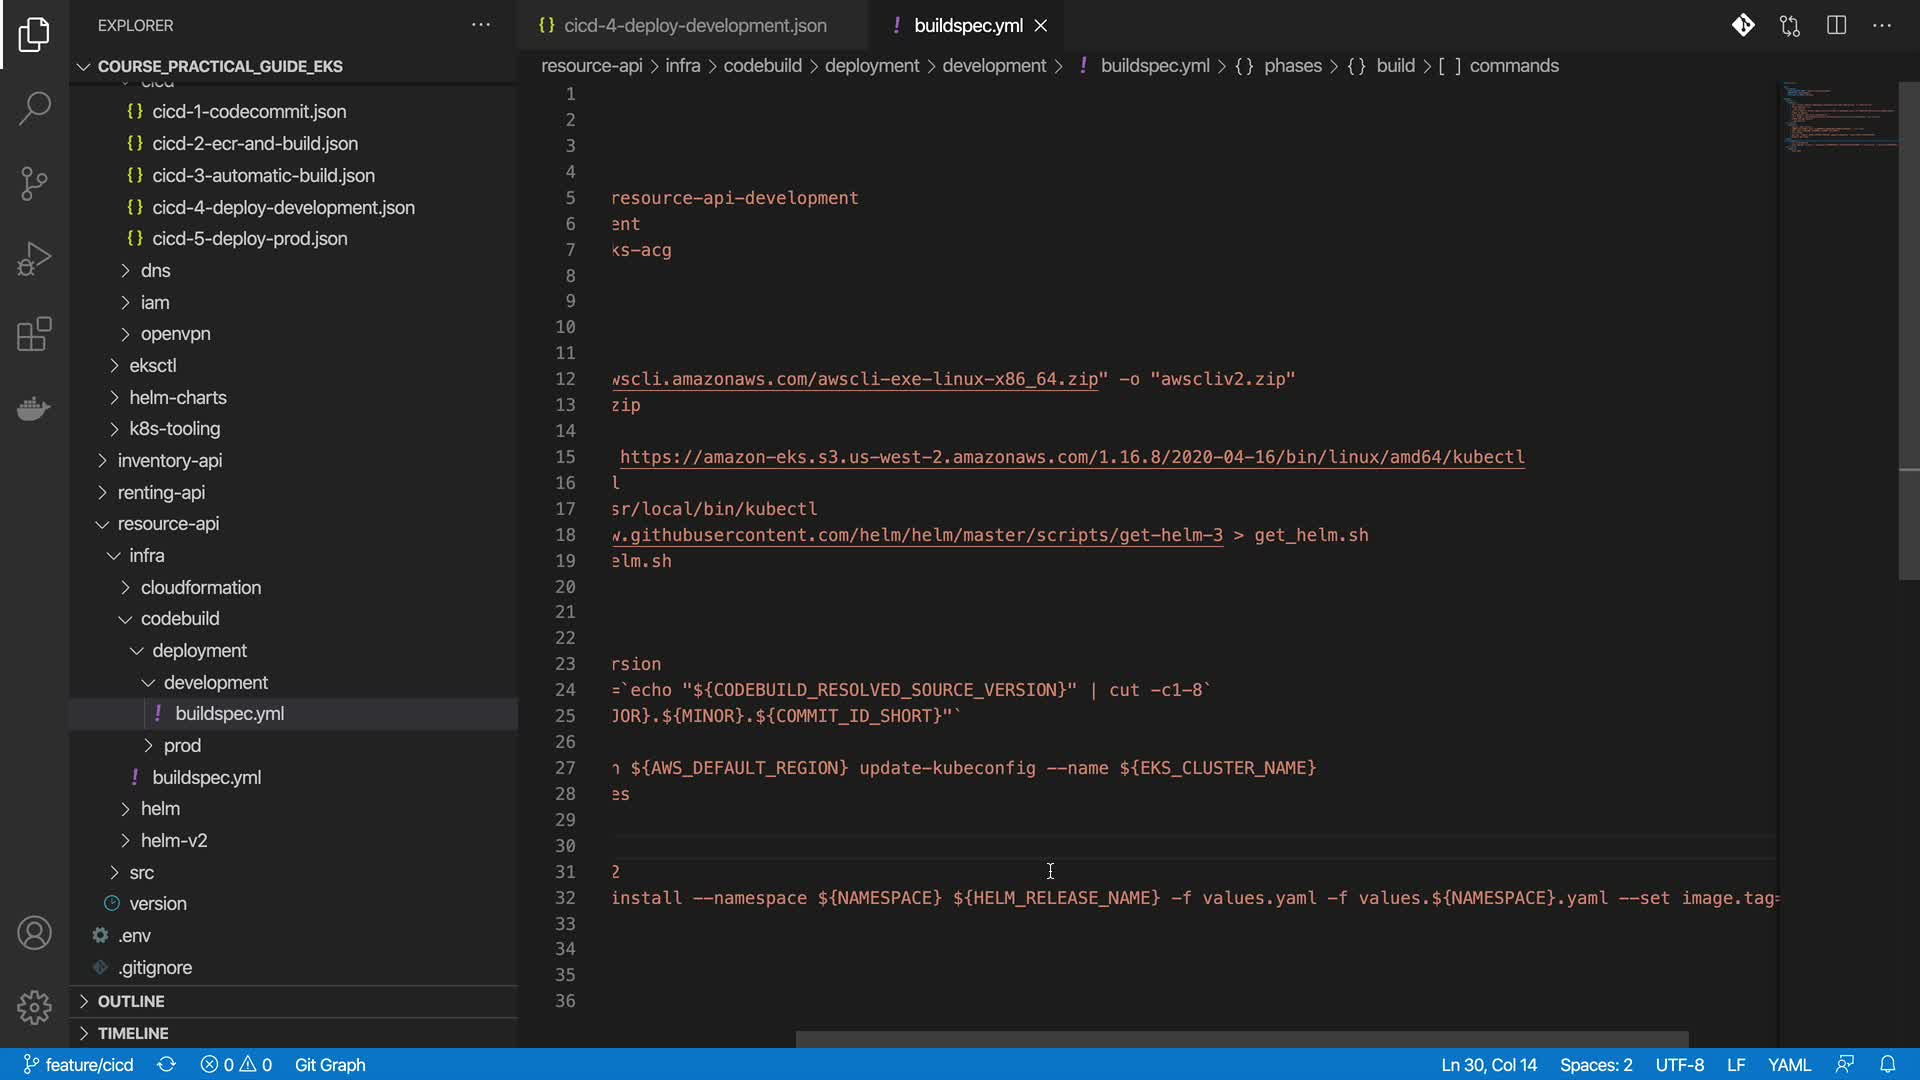 EXPLORER
COURSE_PRACTICAL_GUIDE_EKS
cicd
cicd-1-codecommit.json
cicd-2-ecr-and-build.json
cicd-3-automatic-build.json
cicd-4-deploy-development.json
cicd-5-deploy-prod.json
dns
iam
openvpn
eksctl
helm-charts
k8s-tooling
inventory-api
renting-api
resource-api
infra
cloudformation
codebuild
deployment
development
buildspec.yml
prod
buildspec.yml
helm
helm-v2
src
version
.env
.gitignore
OUTLINE
TIMELINE
cicd-4-deploy-development.json
buildspec.yml
resource-api > infra > codebuild > deployment > development > ! buildspec.yml > {} phases > {} build > [ ] commands
1
2
3
4
5 resource-api-development
6 ent
7 ks-acg
8
9
10
11
12 wscli.amazonaws.com/awscli-exe-linux-x86_64.zip" -o "awscliv2.zip"
13 zip
14
15 https://amazon-eks.s3.us-west-2.amazonaws.com/1.16.8/2020-04-16/bin/linux/amd64/kubectl
16 l
17 sr/local/bin/kubectl
18 w.githubusercontent.com/helm/helm/master/scripts/get-helm-3 > get_helm.sh
19 elm.sh
20
21
22
23 rsion
24 =`echo "${CODEBUILD_RESOLVED_SOURCE_VERSION}" | cut -c1-8`
25 JOR}.${MINOR}.${COMMIT_ID_SHORT}"`
26
27 n ${AWS_DEFAULT_REGION} update-kubeconfig --name ${EKS_CLUSTER_NAME}
28 es
29
30
31 2
32 install --namespace ${NAMESPACE} ${HELM_RELEASE_NAME} -f values.yaml -f values.${NAMESPACE}.yaml --set image.tag=
33
34
35
36
feature/cicd 0 0 Git Graph Ln 30, Col 14 Spaces: 2 UTF-8 LF YAML